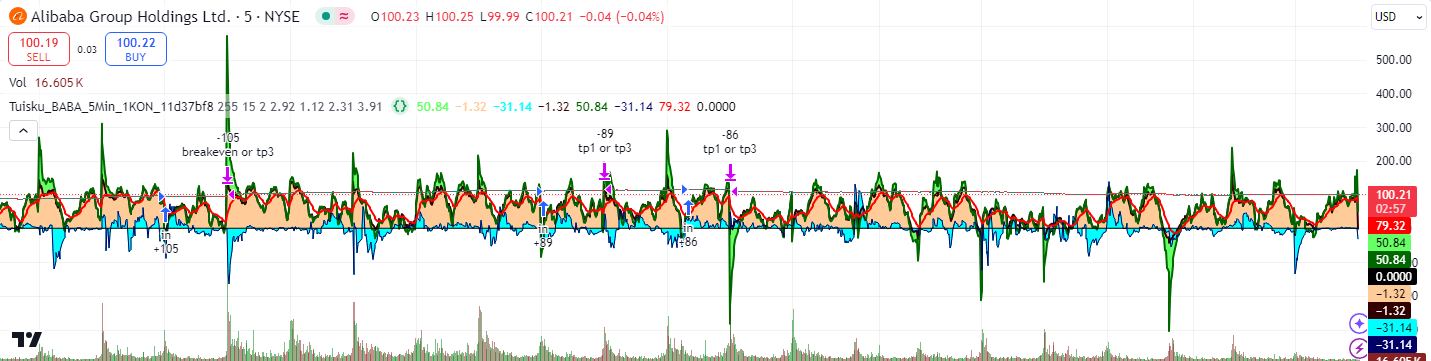 Alibaba Group Holdings Ltd. · 5 · NYSE O100.23 H100.25 L99.99 C100.21 −0.04 (−0.04%)
USD
100.19 SELL
0.03
100.22 BUY
Vol 16.605 K
Tuisku_BABA_5Min_1KON_11d37bf8 255 15 2 2.92 1.12 2.31 3.91 {} 50.84 −1.32 −31.14 −1.32 50.84 −31.14 79.32 0.0000
-105
breakeven or tp3
-89
tp1 or tp3
-86
tp1 or tp3
+105
in
+89
in
+86
500.00
400.00
300.00
200.00
100.21
02:57
79.32
50.84
50.84
0.0000
−1.32
−1.32
−31.14
−31.14
16.605 K